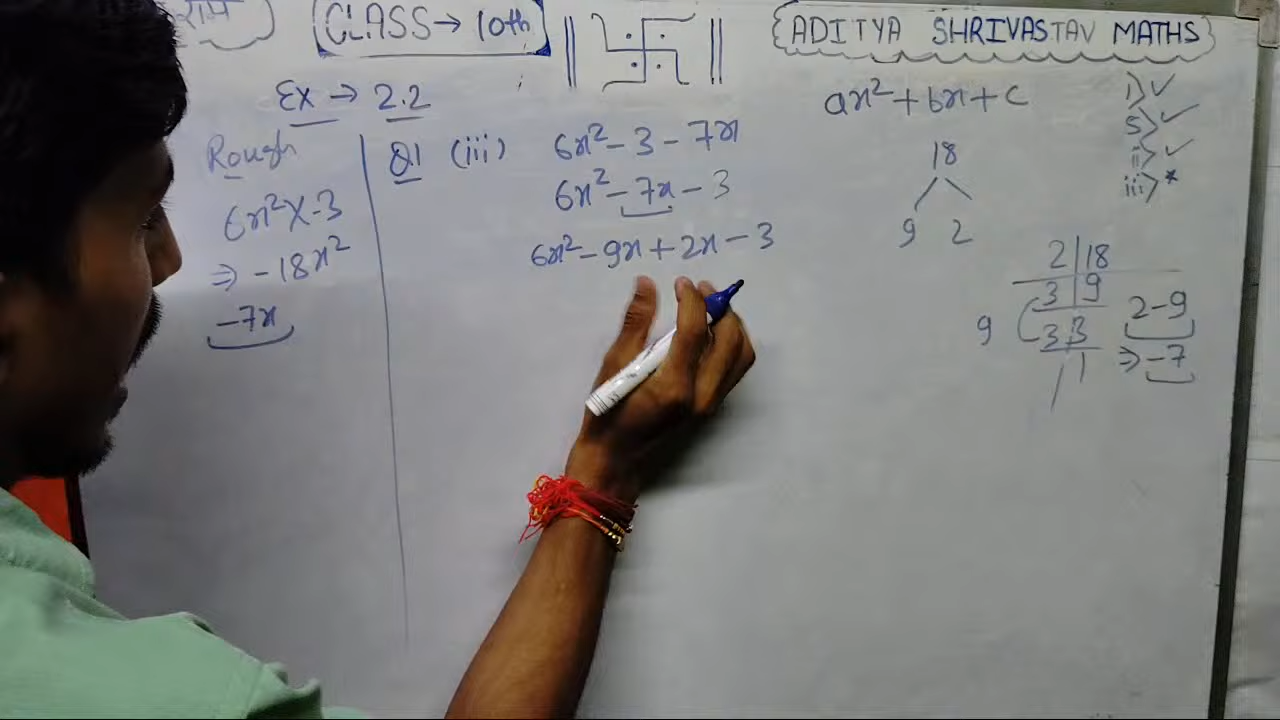 राम
CLASS → 10th
ADITYA SHRIVASTAV MATHS
Ex → 2.2
Rough
6x² X -3
⇒ -18x²
-7x
Q.1 (iii) 6x² - 3 - 7x
6x² - 7x - 3
6x² - 9x + 2x - 3
ax² + bx + c
18
9 2
2 | 18
3 | 9
3 | 3
1
9
2-9
⇒ -7
i> ✓
5> ✓
ii> ✓
iii> *